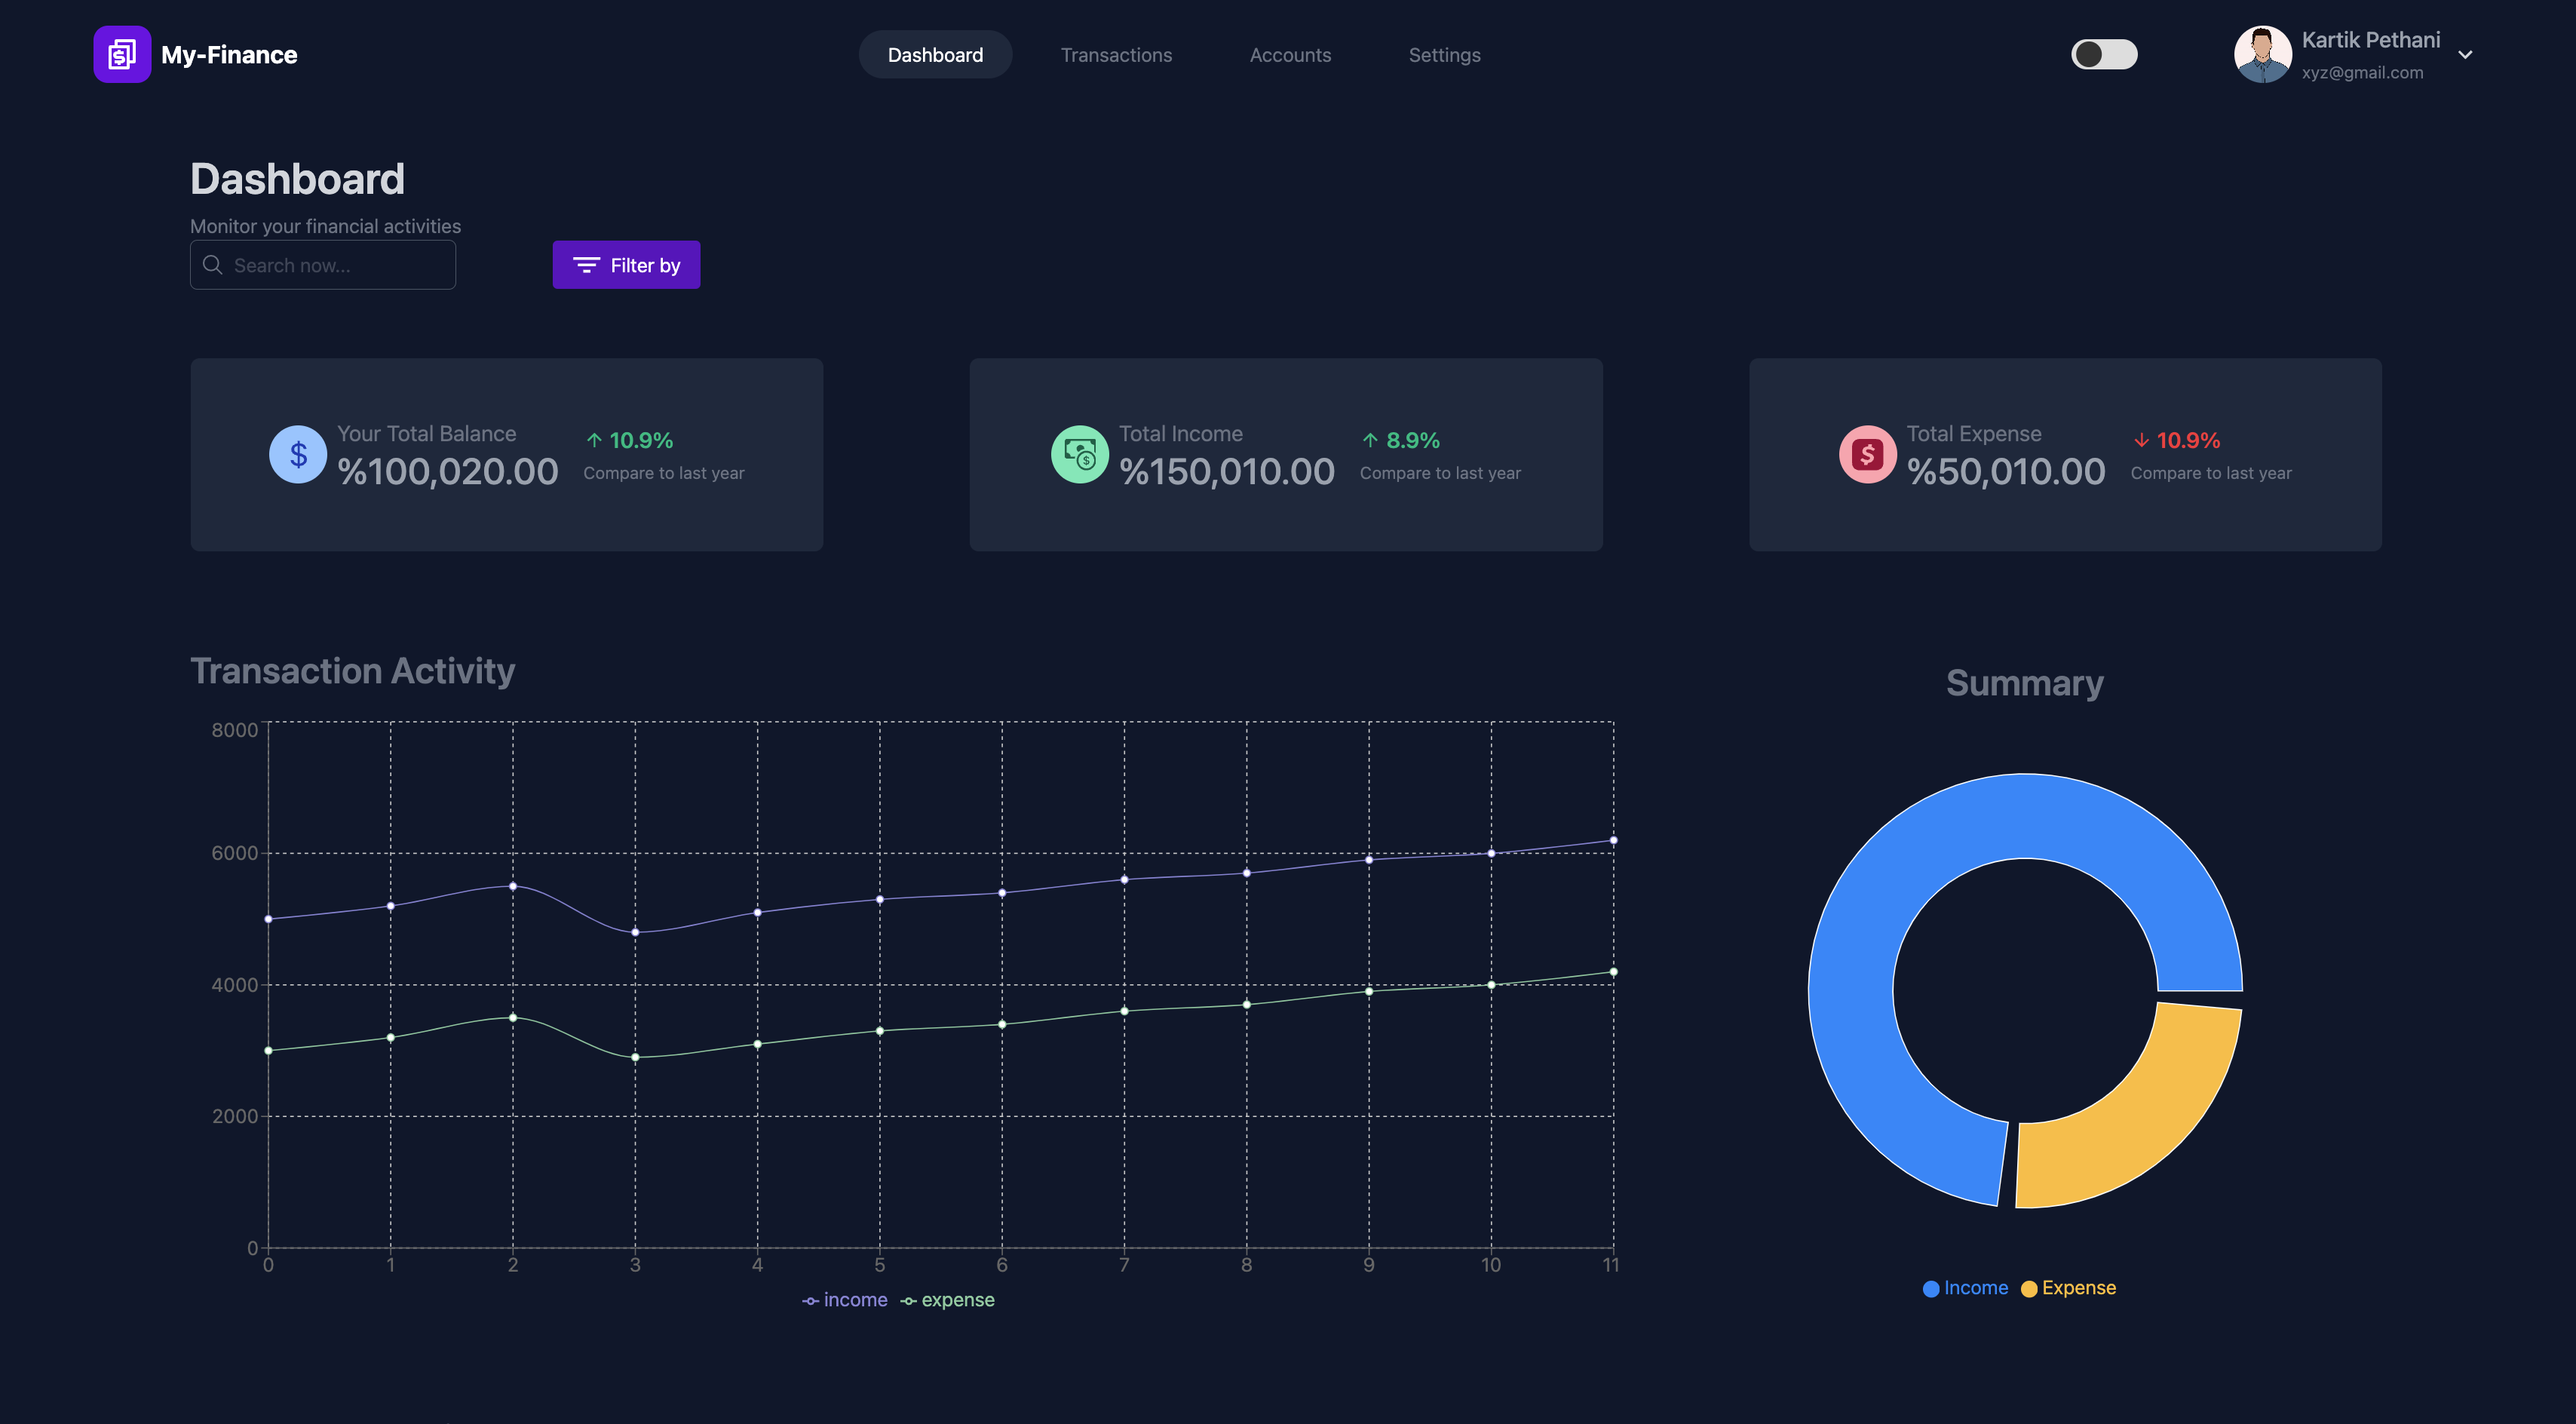 My-Finance
Dashboard
Transactions
Accounts
Settings
Kartik Pethani
xyz@gmail.com
Dashboard
Monitor your financial activities
Search now...
Filter by
Your Total Balance
%100,020.00
10.9%
Compare to last year
Total Income
%150,010.00
8.9%
Compare to last year
Total Expense
%50,010.00
10.9%
Compare to last year
Transaction Activity
8000
6000
4000
2000
0
0 1 2 3 4 5 6 7 8 9 10 11
income expense
Summary
Income Expense